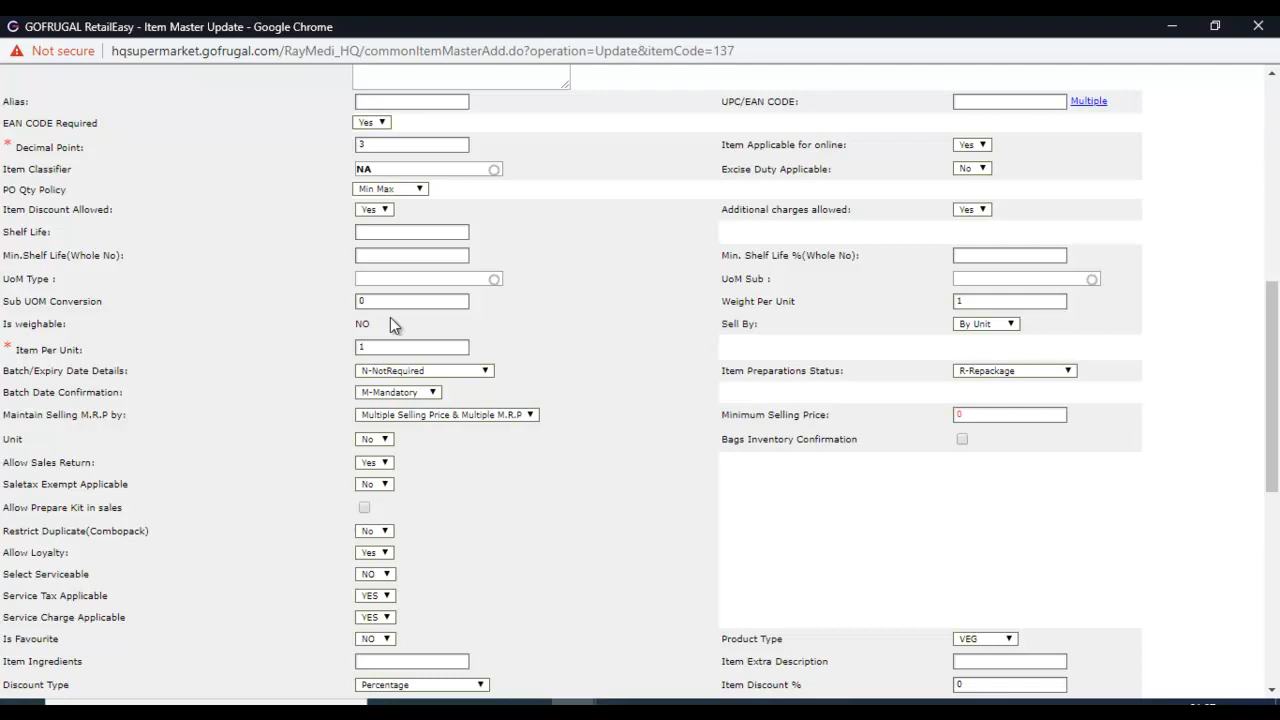 GOFRUGAL RetailEasy - Item Master Update - Google Chrome
Not secure hqsupermarket.gofrugal.com/RayMedi_HQ/commonItemMasterAdd.do?operation=Update&itemCode=137
Alias: UPC/EAN CODE: Multiple
EAN CODE Required Yes
* Decimal Point: 3 Item Applicable for online: Yes
Item Classifier NA Excise Duty Applicable: No
PO Qty Policy Min Max
Item Discount Allowed: Yes Additional charges allowed: Yes
Shelf Life:
Min.Shelf Life(Whole No): Min. Shelf Life %(Whole No):
UoM Type : UoM Sub :
Sub UOM Conversion 0 Weight Per Unit 1
Is weighable: NO Sell By: By Unit
* Item Per Unit: 1
Batch/Expiry Date Details: N-NotRequired Item Preparations Status: R-Repackage
Batch Date Confirmation: M-Mandatory
Maintain Selling M.R.P by: Multiple Selling Price & Multiple M.R.P Minimum Selling Price: 0
Unit No Bags Inventory Confirmation
Allow Sales Return: Yes
Saletax Exempt Applicable No
Allow Prepare Kit in sales
Restrict Duplicate(Combopack) No
Allow Loyalty: Yes
Select Serviceable NO
Service Tax Applicable YES
Service Charge Applicable YES
Is Favourite NO Product Type VEG
Item Ingredients Item Extra Description
Discount Type Percentage Item Discount % 0